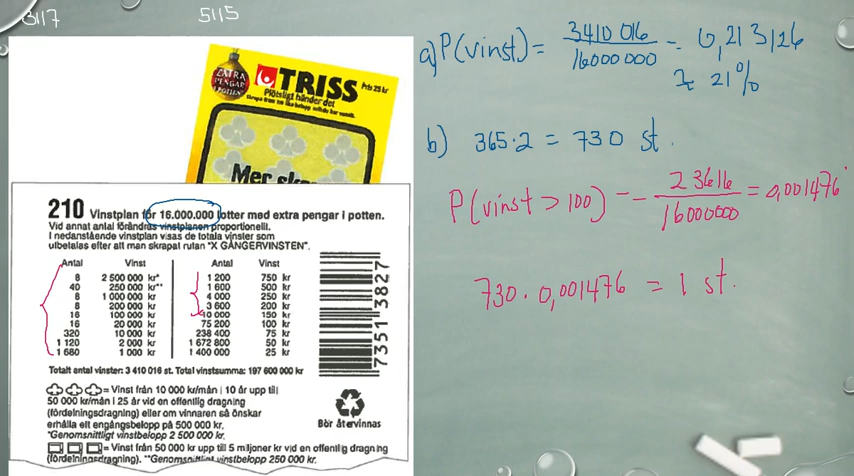 3117
5115
a) P(vinst) = 3410 016 / 16000 000 = 0,213126
≈ 21%
b) 365·2 = 730 st.
P(vinst > 100) = 23616 / 16000000 = 0,001476
730 · 0,001476 = 1 st.
EXTRA
PENGAR
I POTTEN!
TRISS
Pris 25 kr
Plötsligt händer det
Mer ska
210 Vinstplan för 16.000.000 lotter med extra pengar i potten.
Vid annat antal förändras vinstplanen proportionell.
I nedanstående vinstplan visas de totala vinster som
utbetalas efter att man skrapat rutan "X GÅNGERVINSTEN".
Antal Vinst Antal Vinst
8 2 500 000 kr* 1 200 750 kr
40 250 000 kr** 1 600 500 kr
8 1 000 000 kr 4 000 250 kr
8 200 000 kr 3 600 200 kr
16 100 000 kr 10 000 150 kr
16 20 000 kr 75 200 100 kr
320 10 000 kr 238 400 75 kr
1 120 2 000 kr 1 672 800 50 kr
1 680 1 000 kr 1 400 000 25 kr
Totalt antal vinster: 3 410 016 st. Total vinstsumma: 197 600 000 kr
= Vinst från 10 000 kr/mån i 10 år upp till
50 000 kr/mån i 25 år vid en offentlig dragning
(fördelningsdragning) eller om vinnaren så önskar
erhålla ett engångsbelopp på 500 000 kr.
*Genomsnittligt vinstbelopp 2 500 000 kr.
= Vinst från 50 000 kr upp till 5 miljoner kr vid en offentlig dragning
(fördelningsdragning). **Genomsnittligt vinstbelopp 250 000 kr.
7351 3827
Bör återvinnas